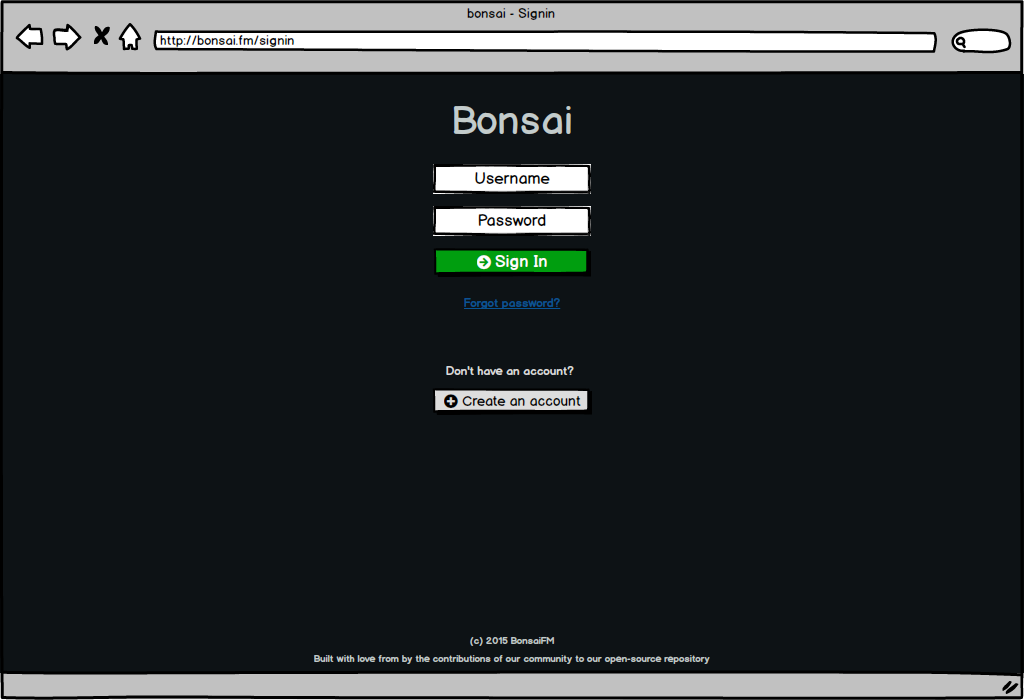 bonsai - Signin
http://bonsai.fm/signin
Bonsai
Username
Password
Sign In
Forgot password?
Don't have an account?
Create an account
(c) 2015 BonsaiFM
Built with love from by the contributions of our community to our open-source repository